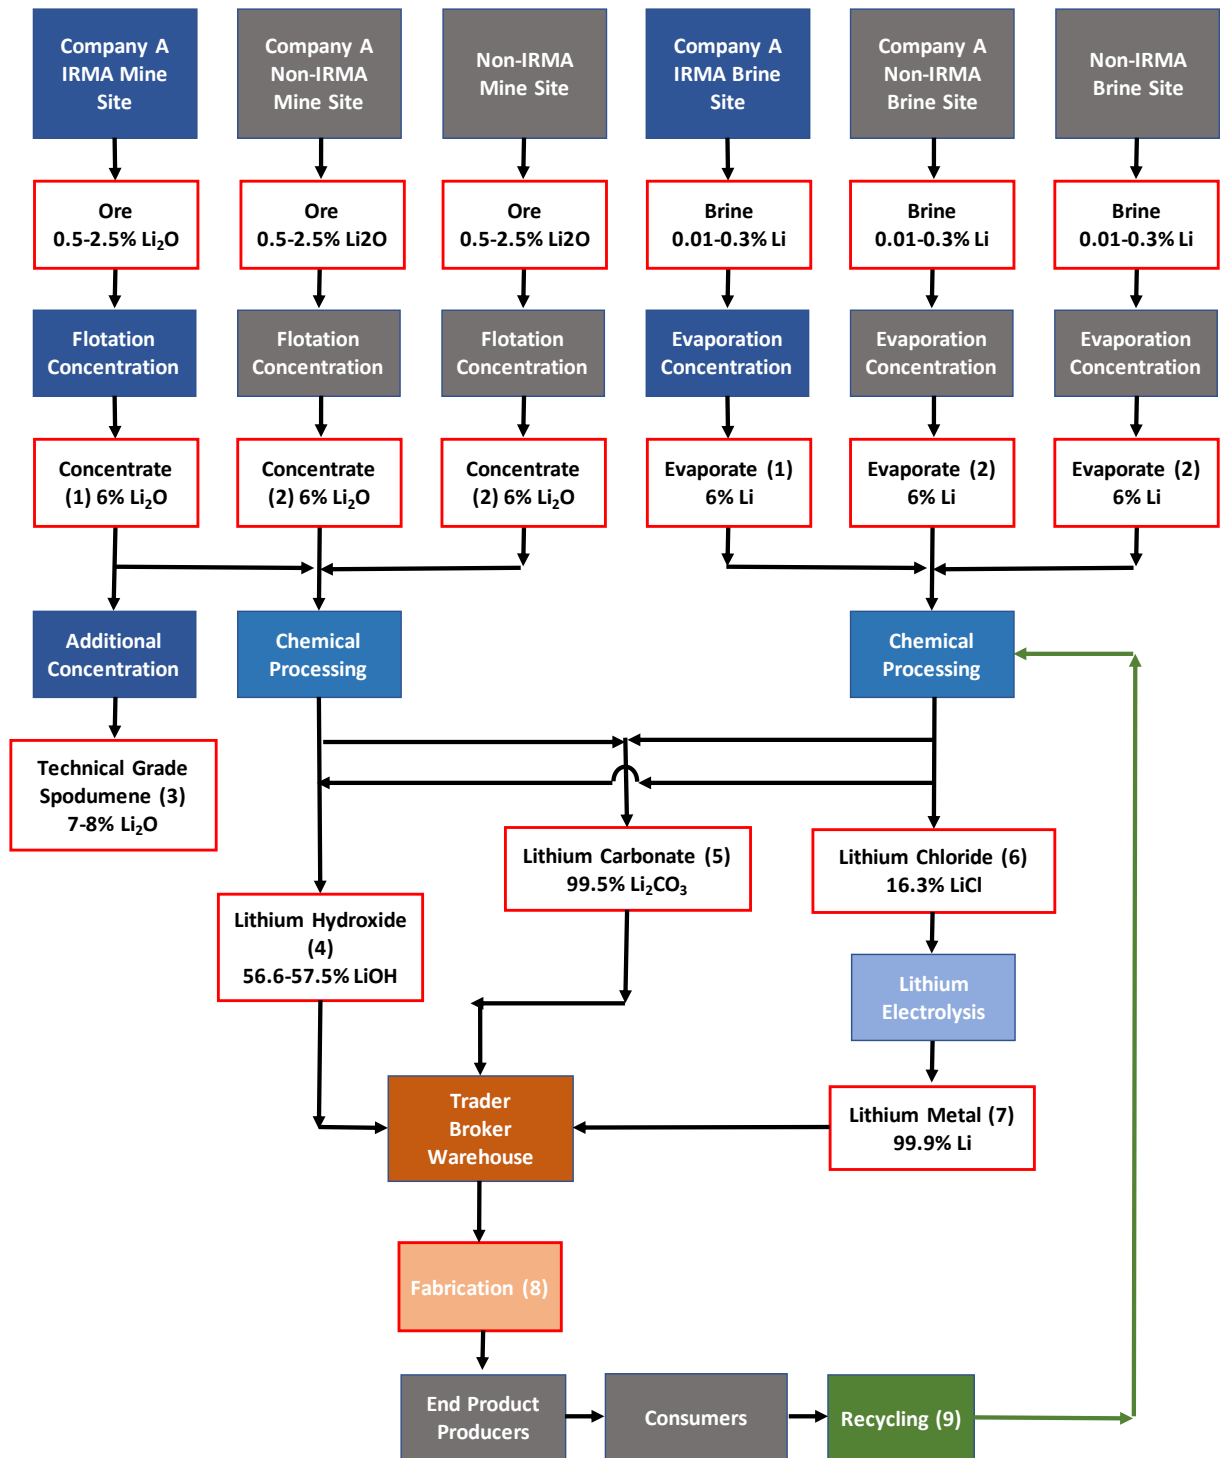 Company A
IRMA Mine
Site
Company A
Non-IRMA
Mine Site
Non-IRMA
Mine Site
Company A
IRMA Brine
Site
Company A
Non-IRMA
Brine Site
Non-IRMA
Brine Site
Ore
0.5-2.5% Li₂O
Ore
0.5-2.5% Li2O
Ore
0.5-2.5% Li2O
Brine
0.01-0.3% Li
Brine
0.01-0.3% Li
Brine
0.01-0.3% Li
Flotation
Concentration
Flotation
Concentration
Flotation
Concentration
Evaporation
Concentration
Evaporation
Concentration
Evaporation
Concentration
Concentrate
(1) 6% Li₂O
Concentrate
(2) 6% Li₂O
Concentrate
(2) 6% Li₂O
Evaporate (1)
6% Li
Evaporate (2)
6% Li
Evaporate (2)
6% Li
Additional
Concentration
Chemical
Processing
Chemical
Processing
Technical Grade
Spodumene (3)
7-8% Li₂O
Lithium Carbonate (5)
99.5% Li₂CO₃
Lithium Chloride (6)
16.3% LiCl
Lithium Hydroxide
(4)
56.6-57.5% LiOH
Lithium
Electrolysis
Trader
Broker
Warehouse
Lithium Metal (7)
99.9% Li
Fabrication (8)
End Product
Producers
Consumers
Recycling (9)